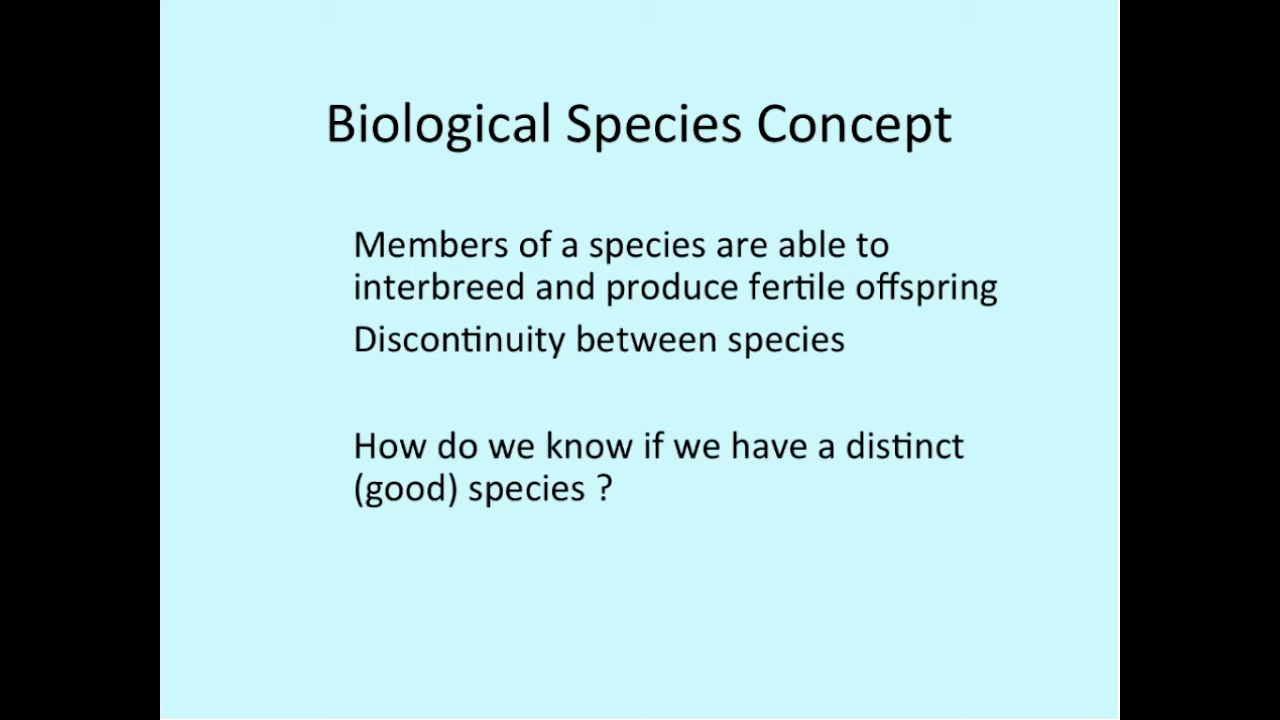 Biological Species Concept
Members of a species are able to
interbreed and produce fertile offspring
Discontinuity between species
How do we know if we have a distinct
(good) species ?